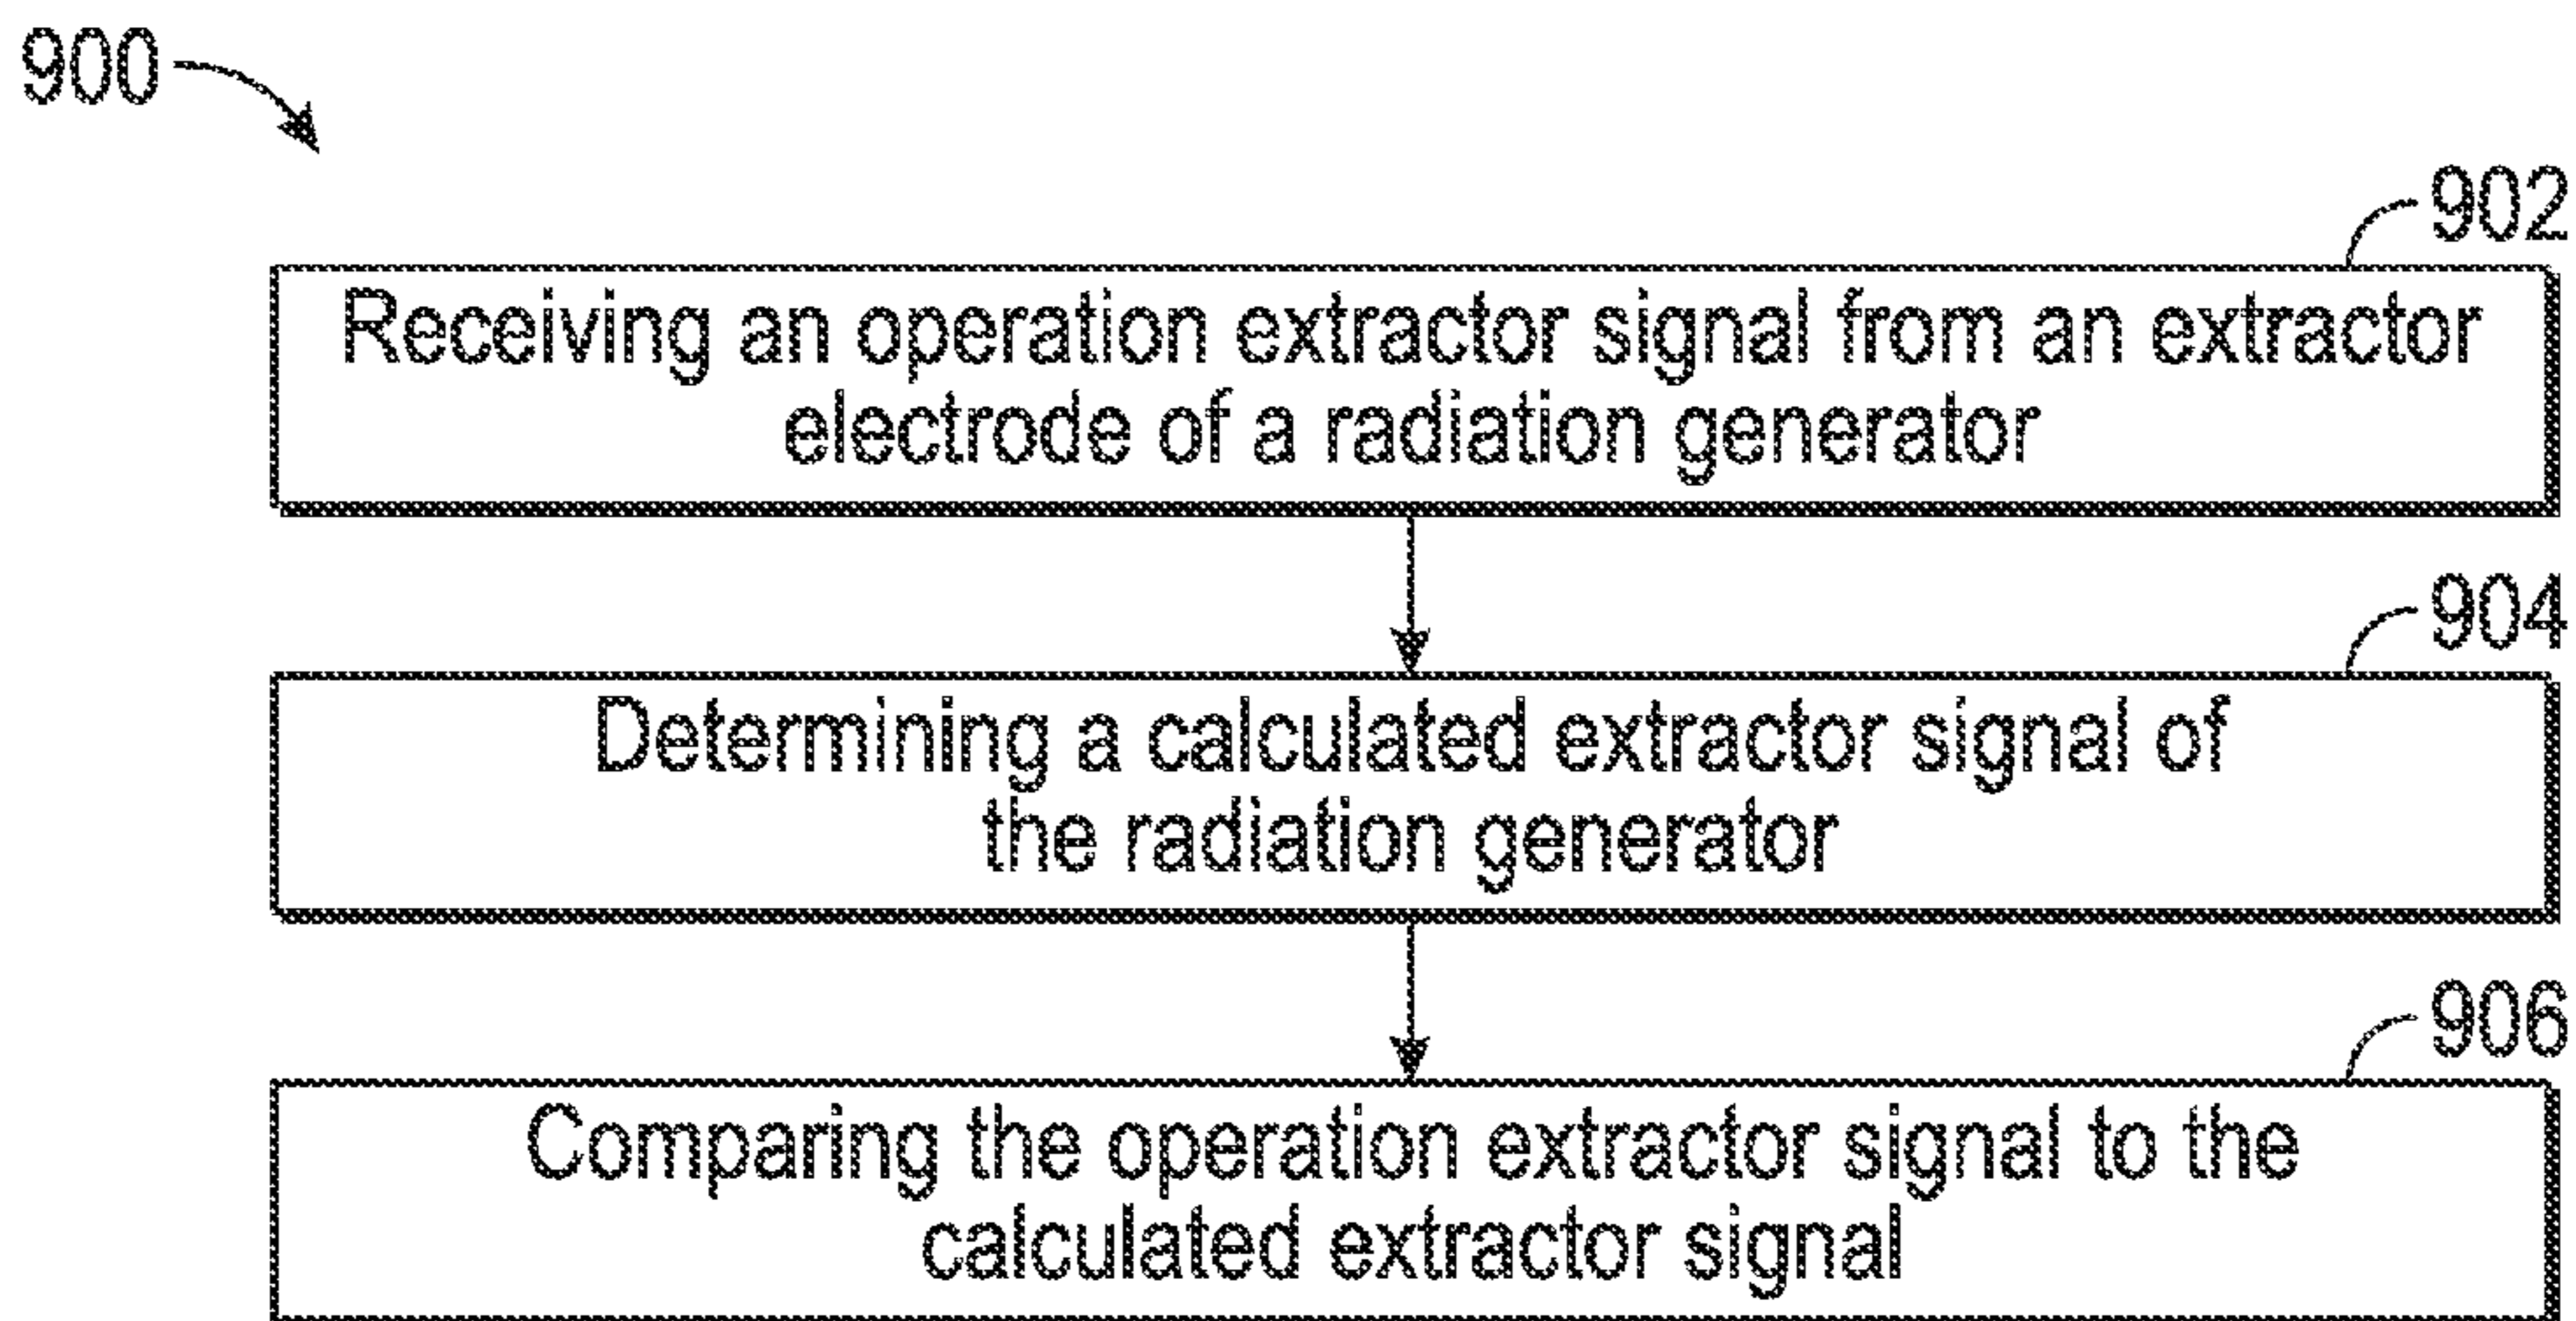 900
902
Receiving an operation extractor signal from an extractor
electrode of a radiation generator
904
Determining a calculated extractor signal of
the radiation generator
906
Comparing the operation extractor signal to the
calculated extractor signal